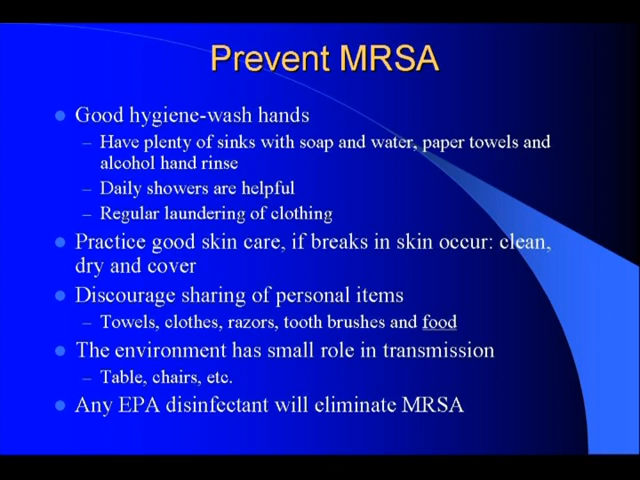 Prevent MRSA
Good hygiene-wash hands
– Have plenty of sinks with soap and water, paper towels and
alcohol hand rinse
– Daily showers are helpful
– Regular laundering of clothing
Practice good skin care, if breaks in skin occur: clean,
dry and cover
Discourage sharing of personal items
– Towels, clothes, razors, tooth brushes and food
The environment has small role in transmission
– Table, chairs, etc.
Any EPA disinfectant will eliminate MRSA